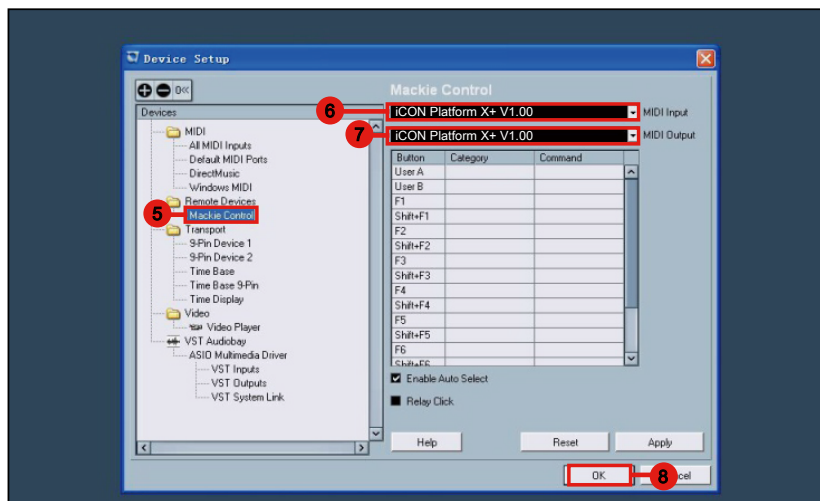 Device Setup
Devices
MIDI
All MIDI Inputs
Default MIDI Ports
DirectMusic
Windows MIDI
Remote Devices
5
Mackie Control
Transport
9-Pin Device 1
9-Pin Device 2
Time Base
Time Base 9-Pin
Time Display
Video
Video Player
VST Audiobay
ASIO Multimedia Driver
VST Inputs
VST Outputs
VST System Link
Mackie Control
6 iCON Platform X+ V1.00 MIDI Input
7 iCON Platform X+ V1.00 MIDI Output
Button Category Command
User A
User B
F1
Shift+F1
F2
Shift+F2
F3
Shift+F3
F4
Shift+F4
F5
Shift+F5
F6
Shift+F6
Enable Auto Select
Relay Click
Help Reset Apply
OK 8